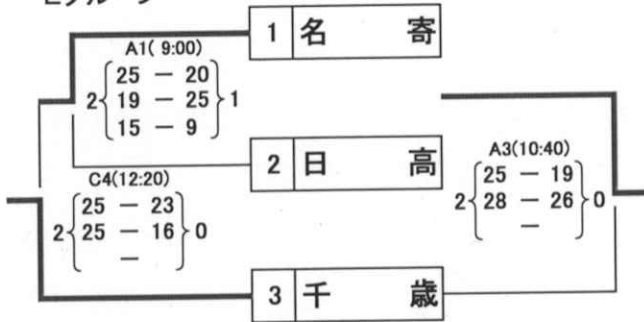 Eグループ
A1( 9:00)
1 名 寄
25 － 20
2 19 － 25 1
15 － 9
2 日 高
A3(10:40)
25 － 19
2 28 － 26 0
－
C4(12:20)
25 － 23
2 25 － 16 0
－
3 千 歳